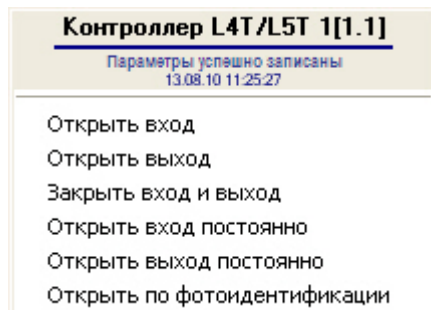 Контроллер L4T/L5T 1[1.1]
Параметры успешно записаны
13.08.10 11:25:27
Открыть вход
Открыть выход
Закрыть вход и выход
Открыть вход постоянно
Открыть выход постоянно
Открыть по фотоидентификации